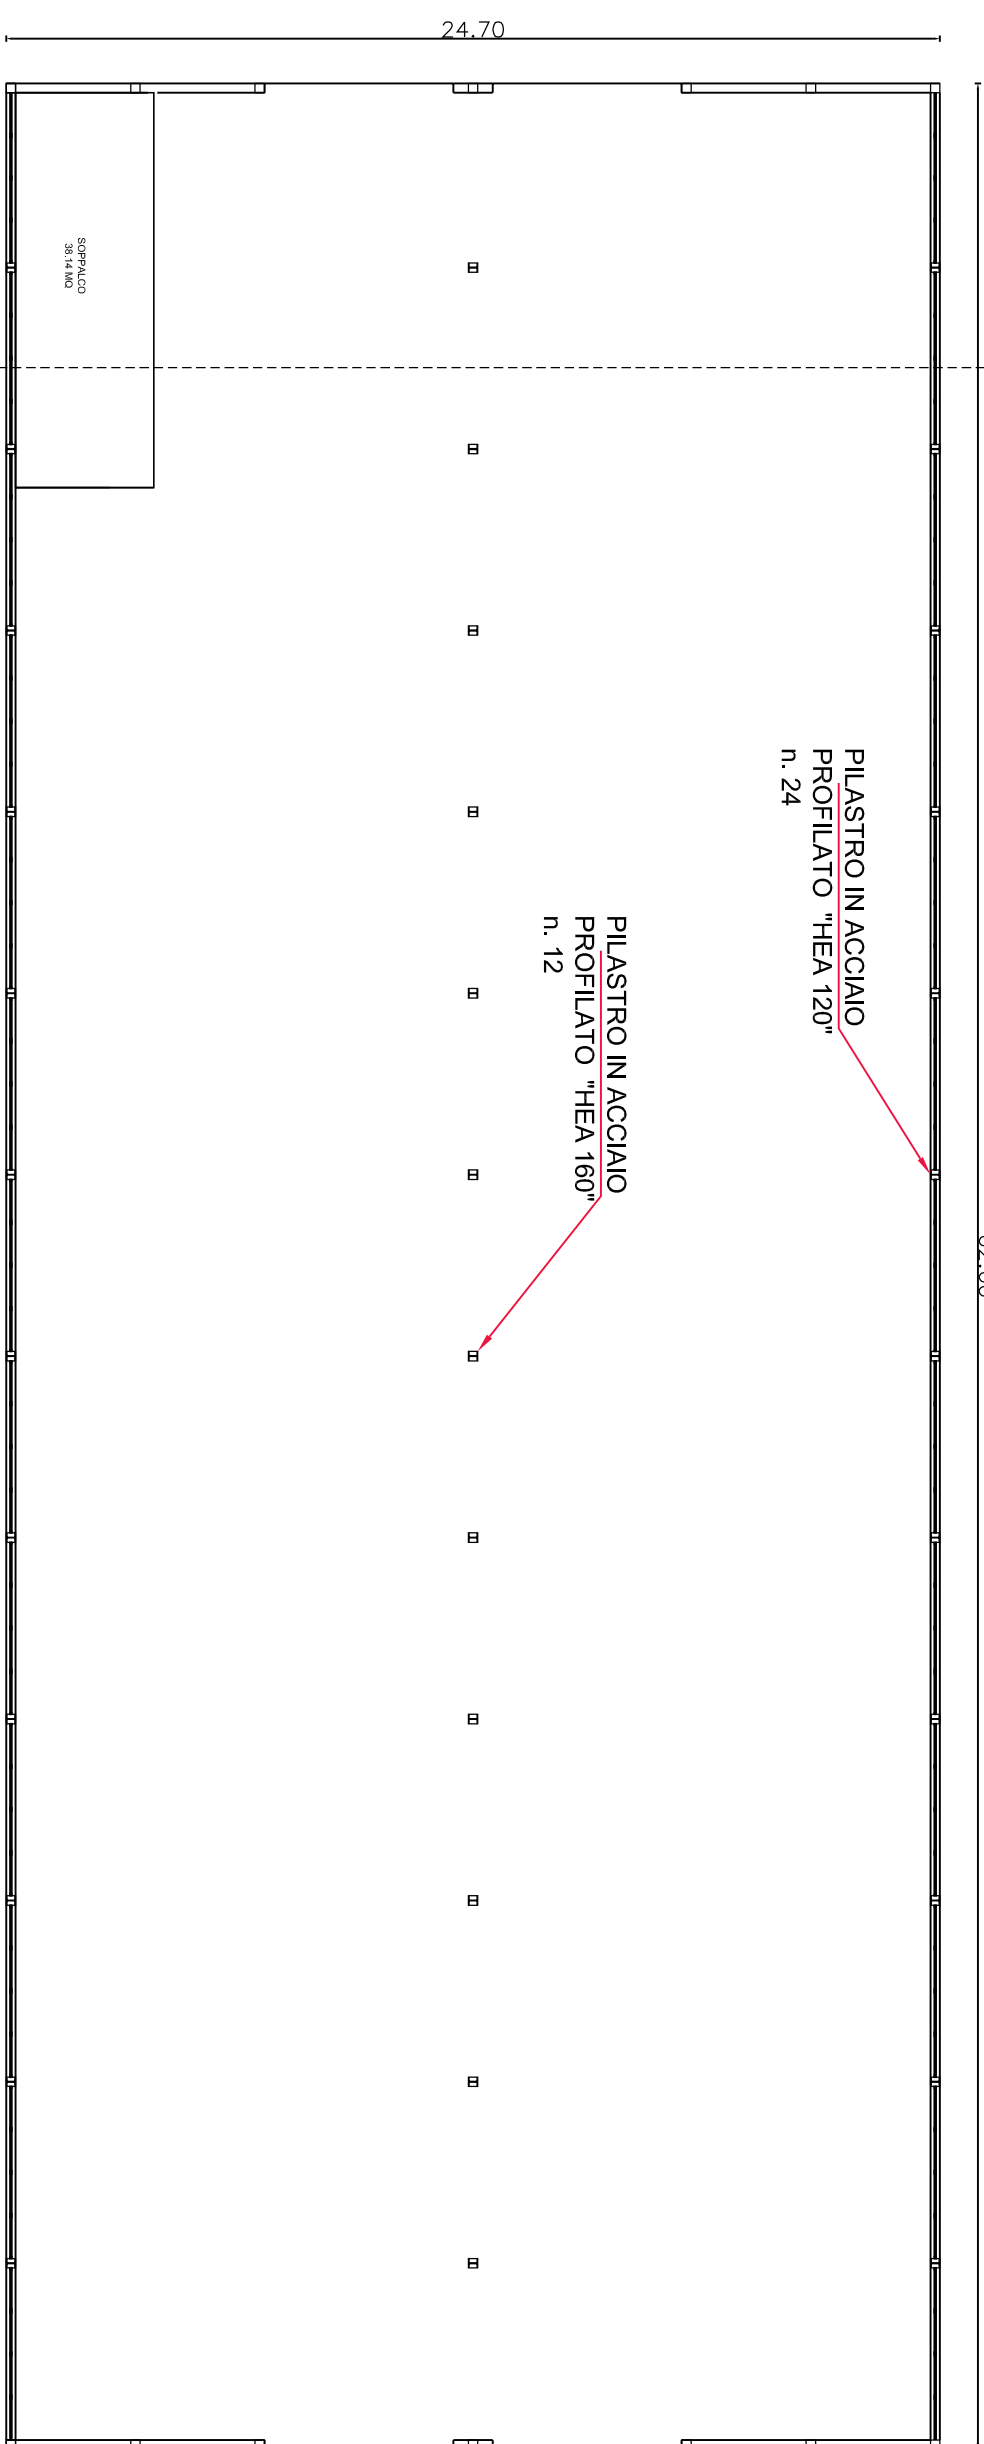 24.70
SOPPALCO
38.14 MQ
PILASTRO IN ACCIAIO
PROFILATO "HEA 120"
n. 24
PILASTRO IN ACCIAIO
PROFILATO "HEA 160"
n. 12